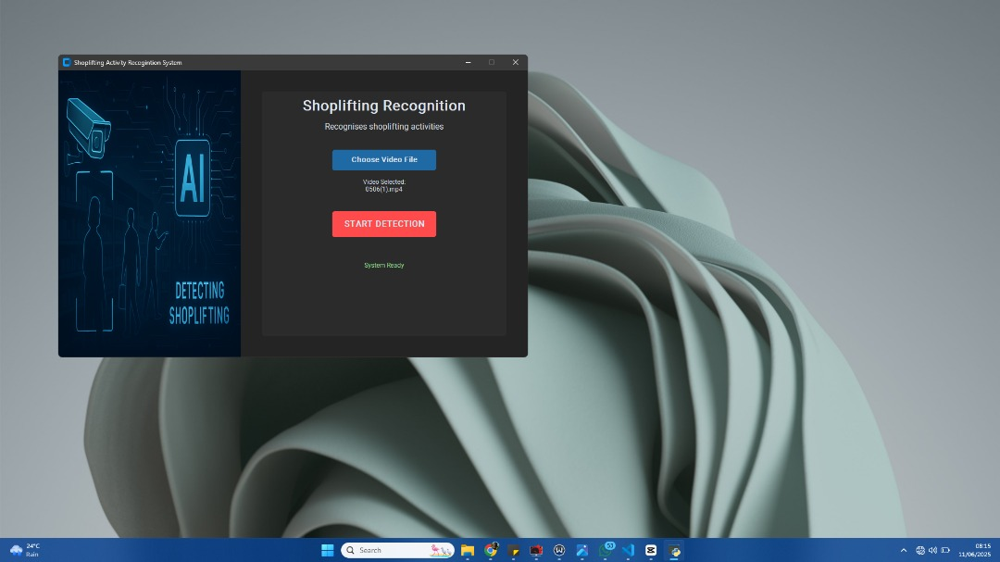 Shoplifting Activity Recogintion System
Shoplifting Recognition
Recognises shoplifting activities
Choose Video File
Video Selected:
0506(1).mp4
START DETECTION
System Ready
AI
DETECTING
SHOPLIFTING
24°C
Rain
Search
08:15
11/06/2025